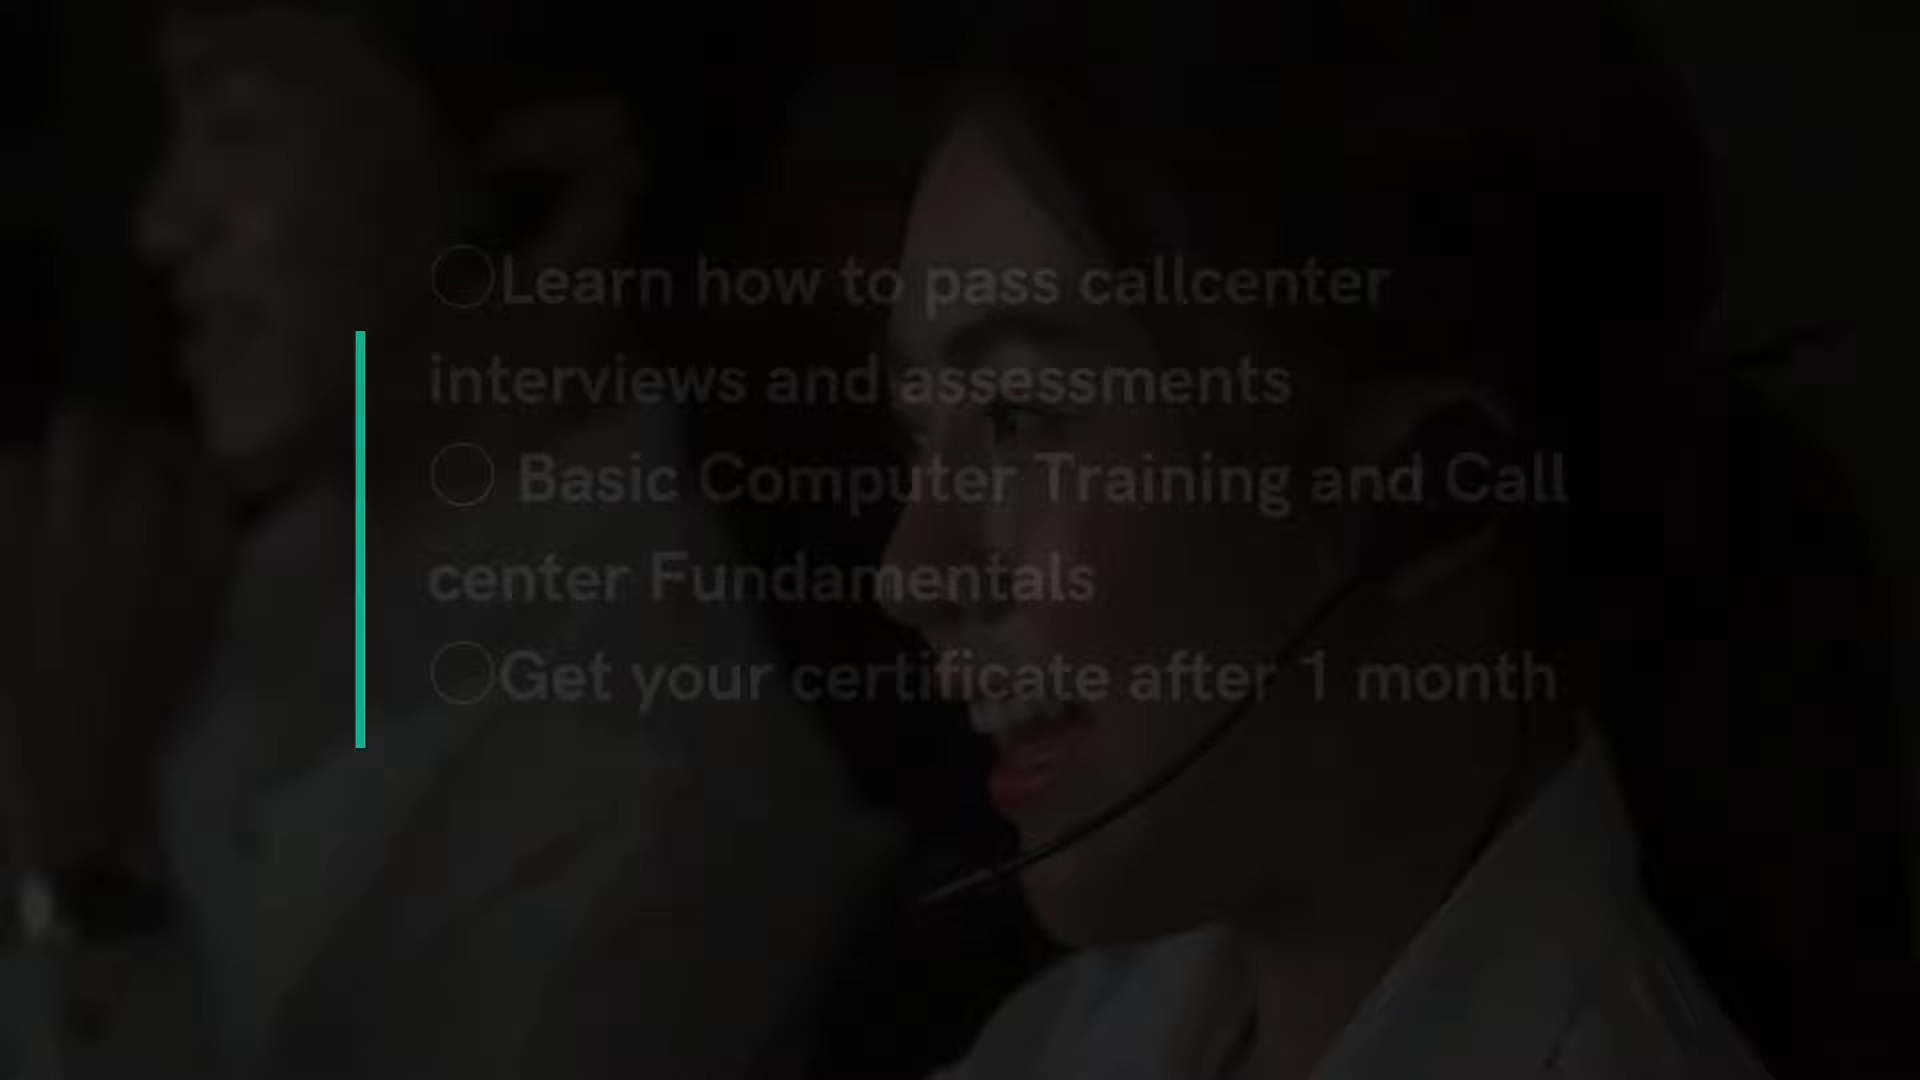 Learn how to pass callcenter
interviews and assessments
Basic Computer Training and Call
center Fundamentals
Get your certificate after 1 month